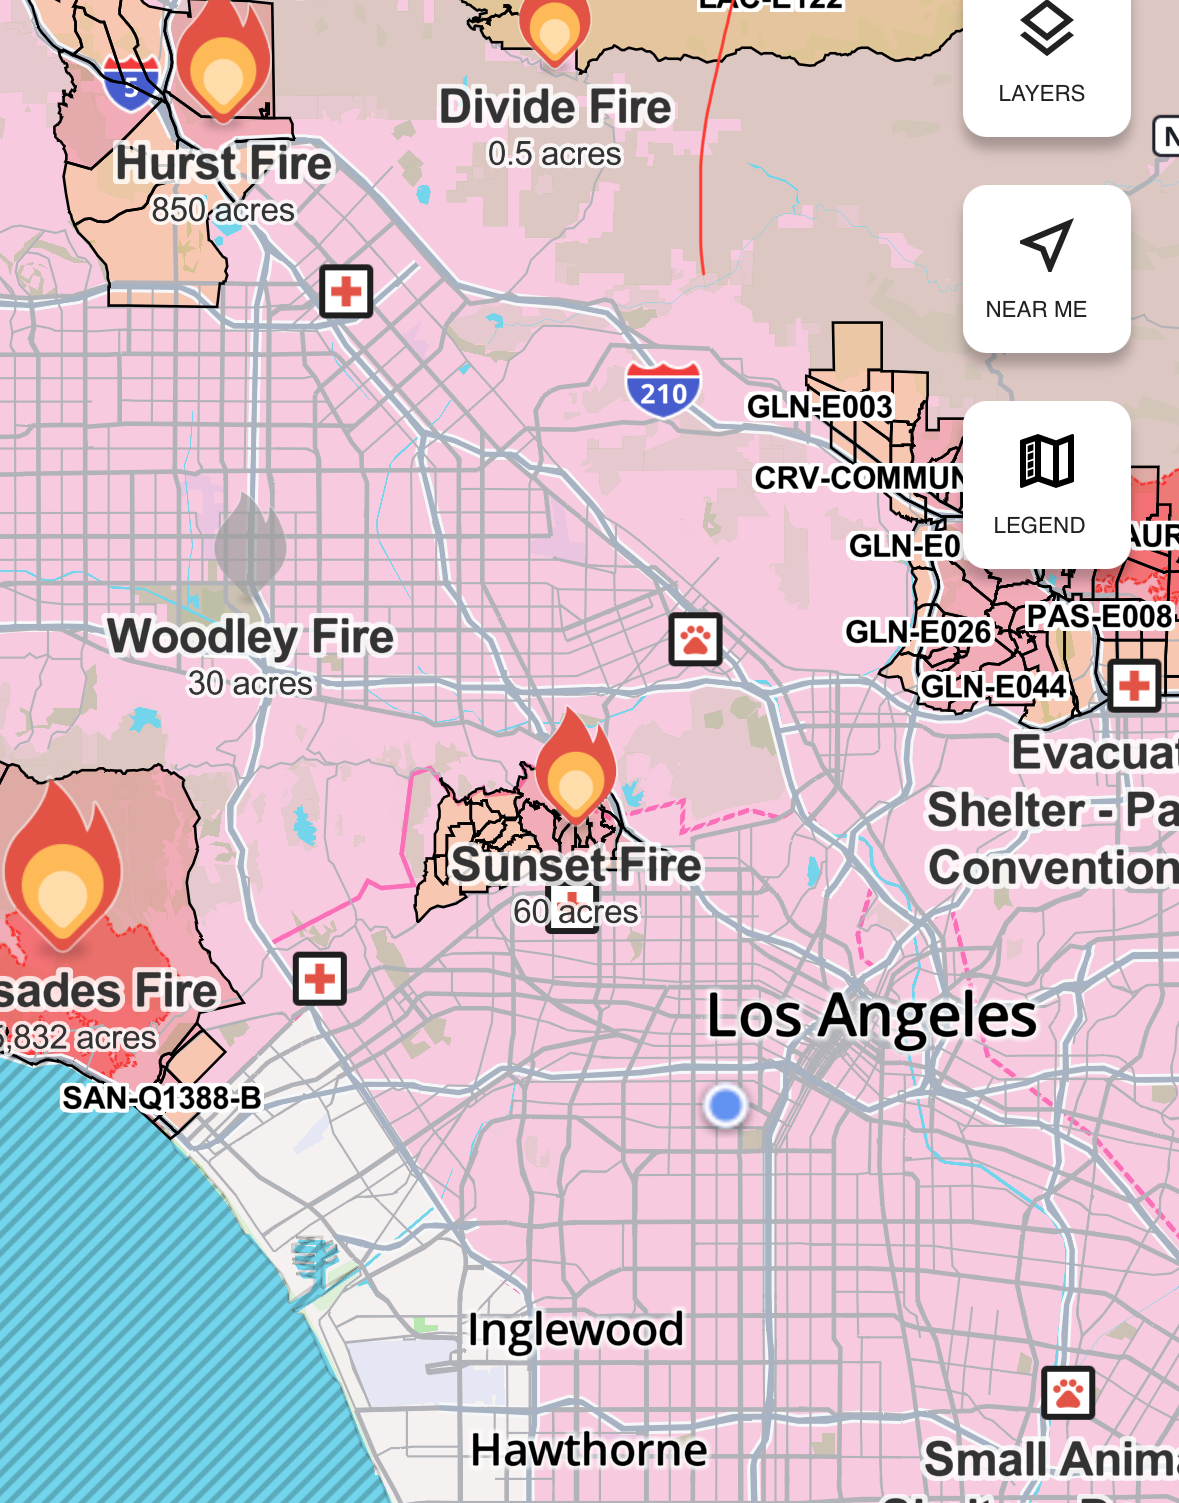 LAC-E122
LAYERS
5
Divide Fire
0.5 acres
N
Hurst Fire
850 acres
NEAR ME
210
GLN-E003
CRV-COMMUN
LEGEND
GLN-E0
AUR
PAS-E008
GLN-E026
GLN-E044
Woodley Fire
30 acres
Evacuat
Shelter - Pa
Convention
Sunset Fire
60 acres
sades Fire
5,832 acres
Los Angeles
SAN-Q1388-B
Inglewood
Hawthorne
Small Anima